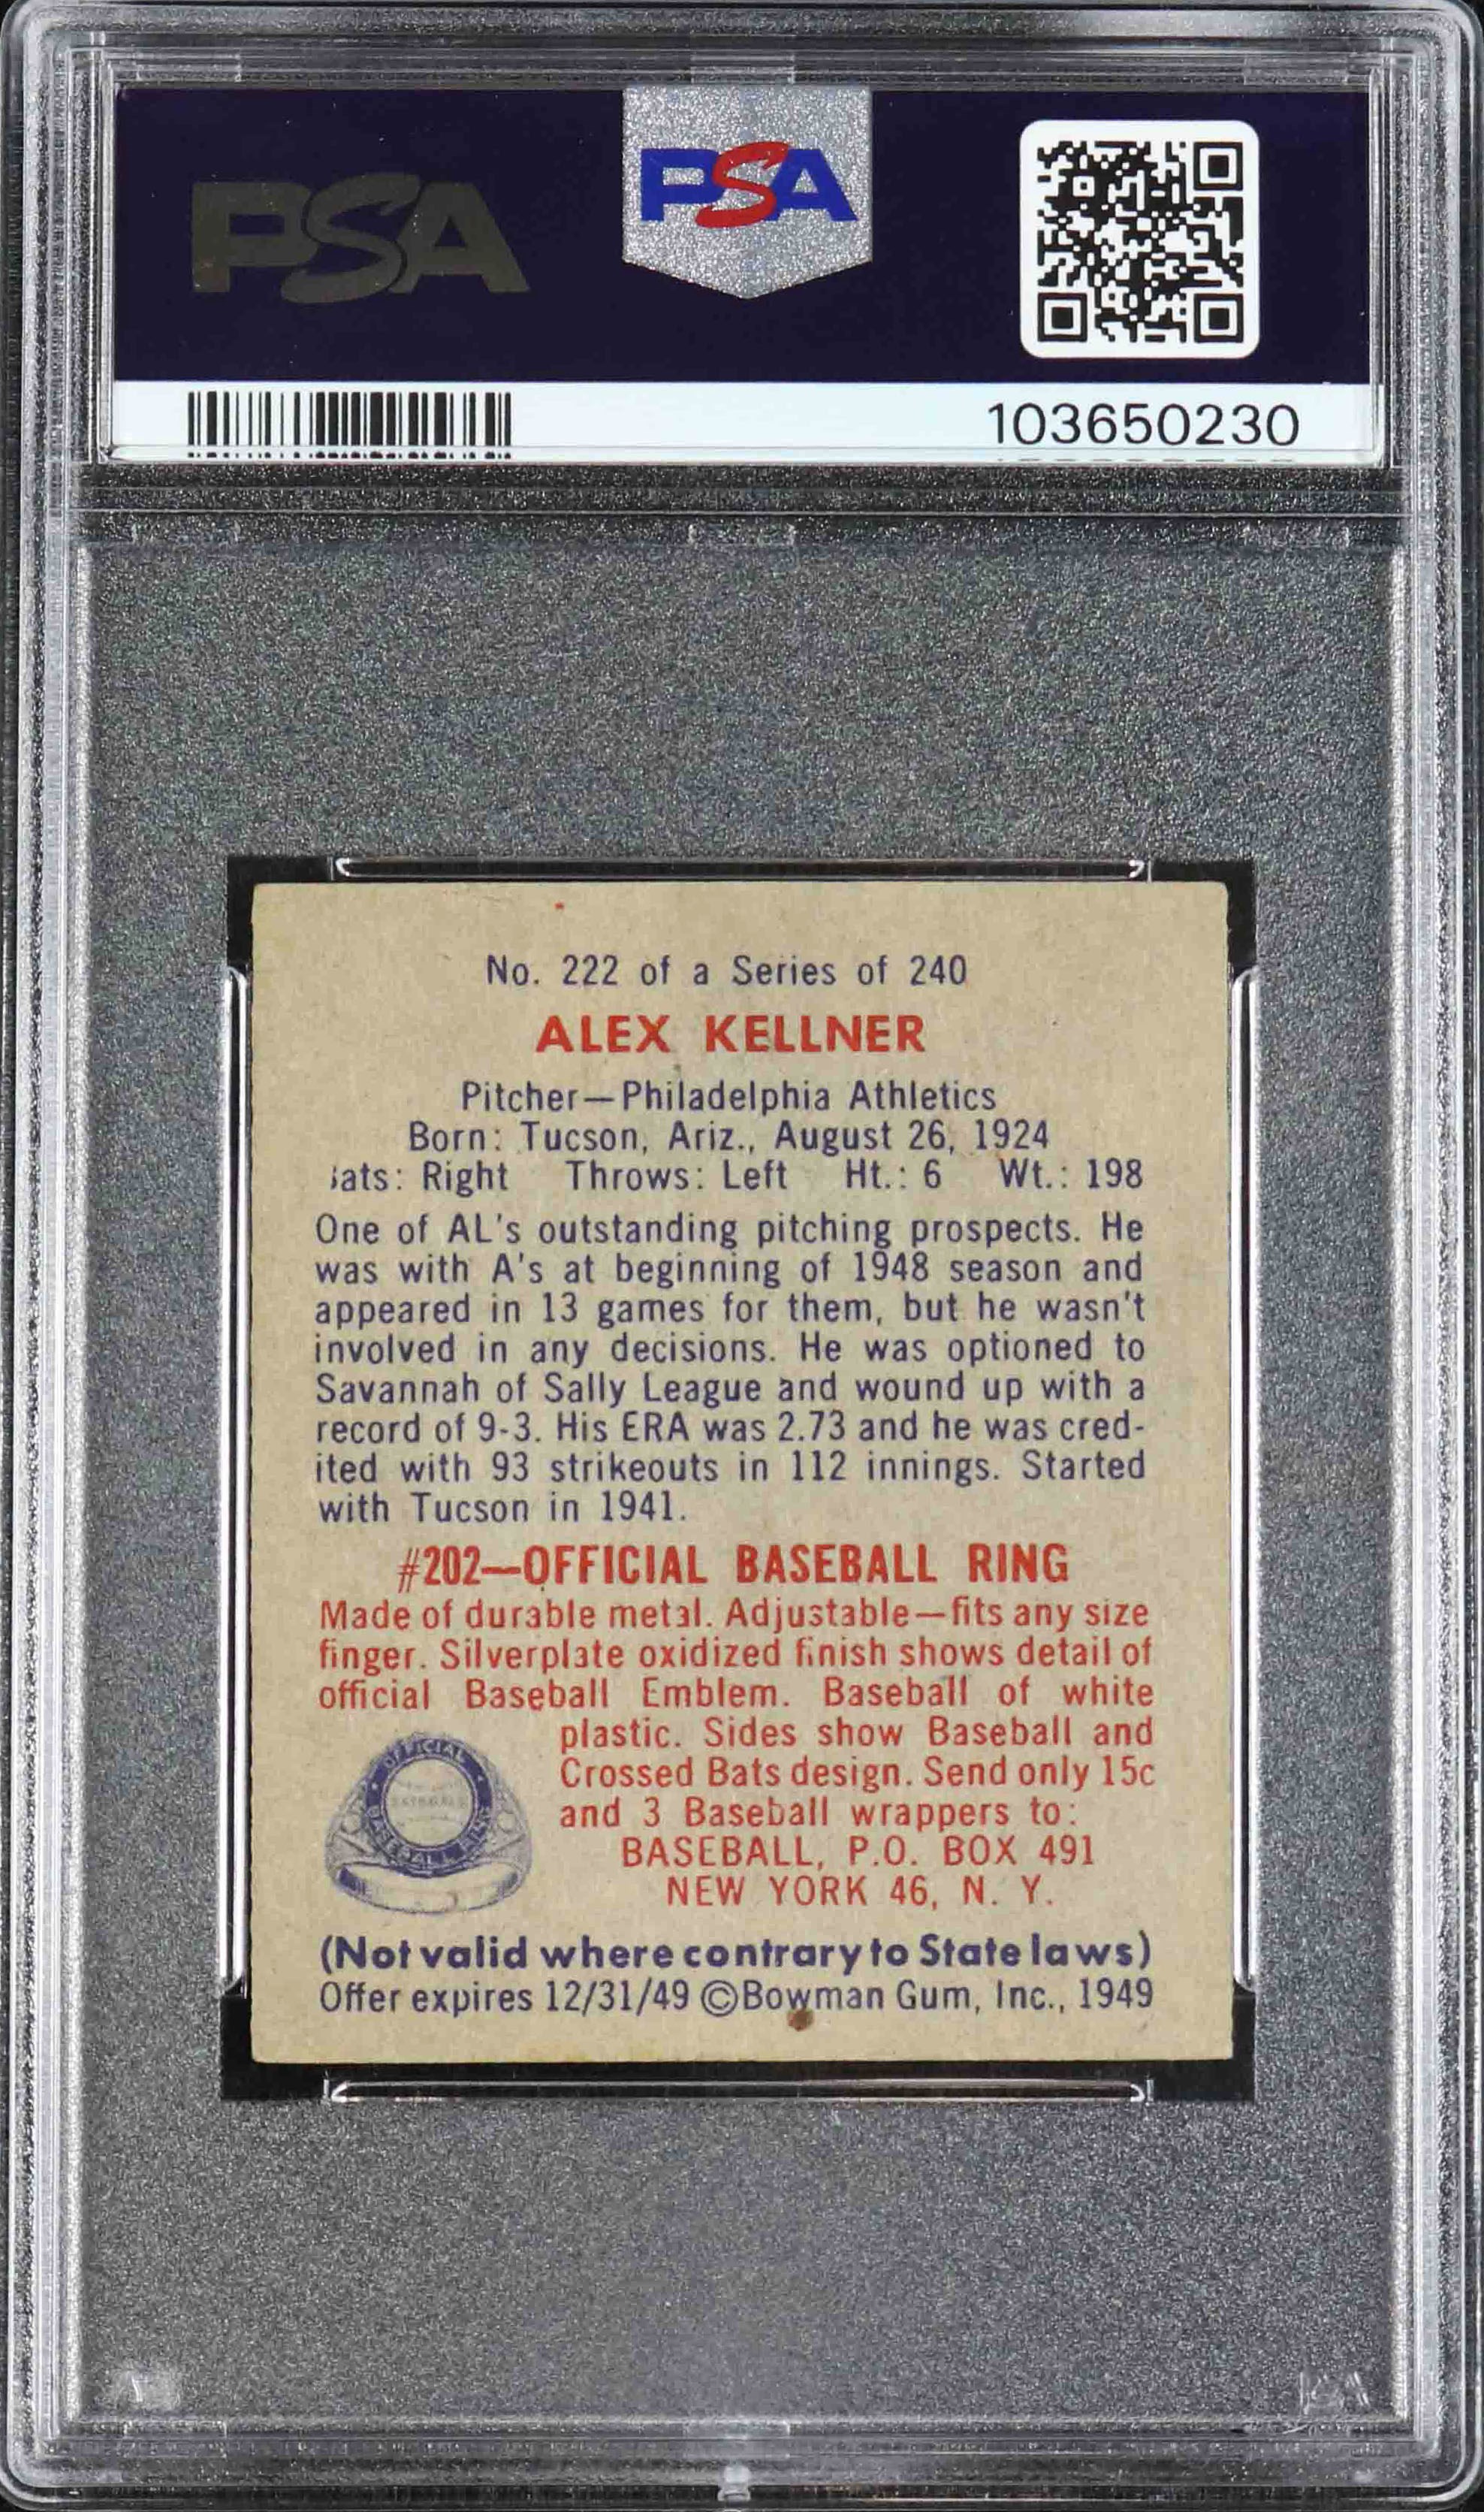 PSA
PSA
103650230
No. 222 of a Series of 240
ALEX KELLNER
Pitcher—Philadelphia Athletics
Born: Tucson, Ariz., August 26, 1924
Bats: Right Throws: Left Ht.: 6 Wt.: 198
One of AL's outstanding pitching prospects. He
was with A's at beginning of 1948 season and
appeared in 13 games for them, but he wasn't
involved in any decisions. He was optioned to
Savannah of Sally League and wound up with a
record of 9-3. His ERA was 2.73 and he was cred-
ited with 93 strikeouts in 112 innings. Started
with Tucson in 1941.
#202—OFFICIAL BASEBALL RING
Made of durable metal. Adjustable—fits any size
finger. Silverplate oxidized finish shows detail of
official Baseball Emblem. Baseball of white
plastic. Sides show Baseball and
Crossed Bats design. Send only 15c
and 3 Baseball wrappers to:
BASEBALL, P.O. BOX 491
NEW YORK 46, N. Y.
OFFICIAL
BASEBALL RING
(Not valid where contrary to State laws)
Offer expires 12/31/49 ©Bowman Gum, Inc., 1949